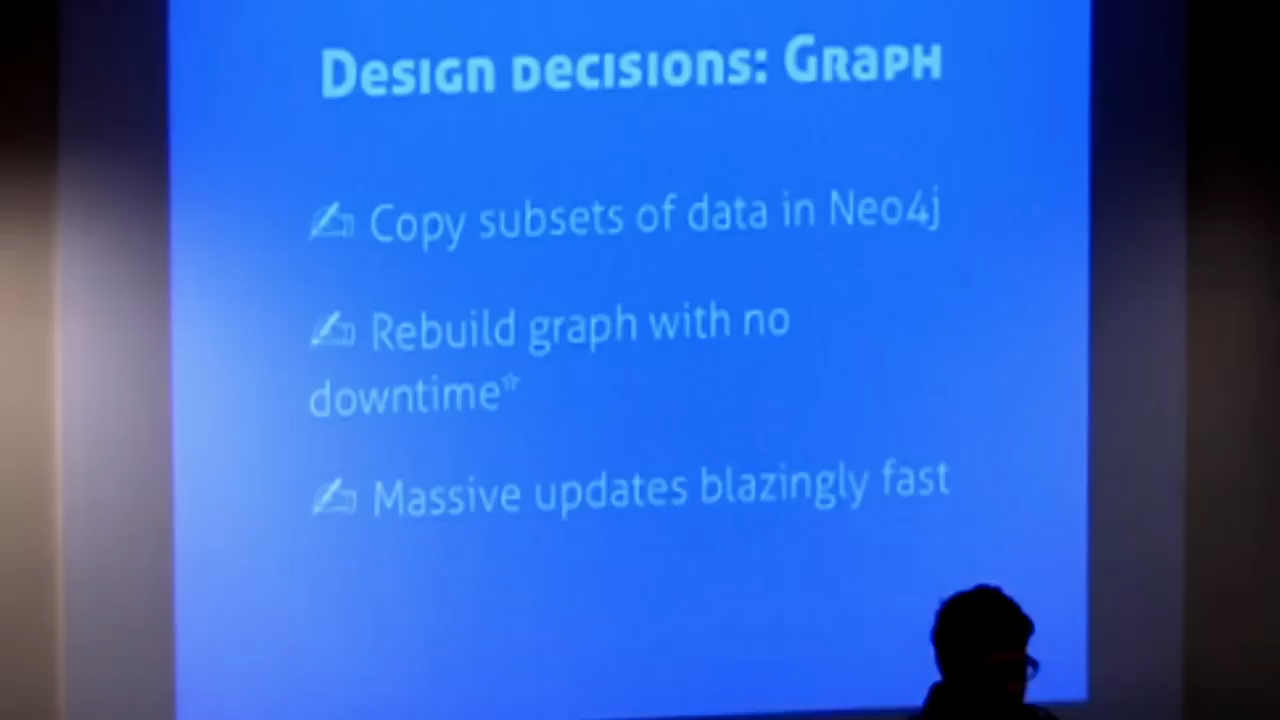 Design decisions: Graph
✍ Copy subsets of data in Neo4j
✍ Rebuild graph with no
downtime*
✍ Massive updates blazingly fast